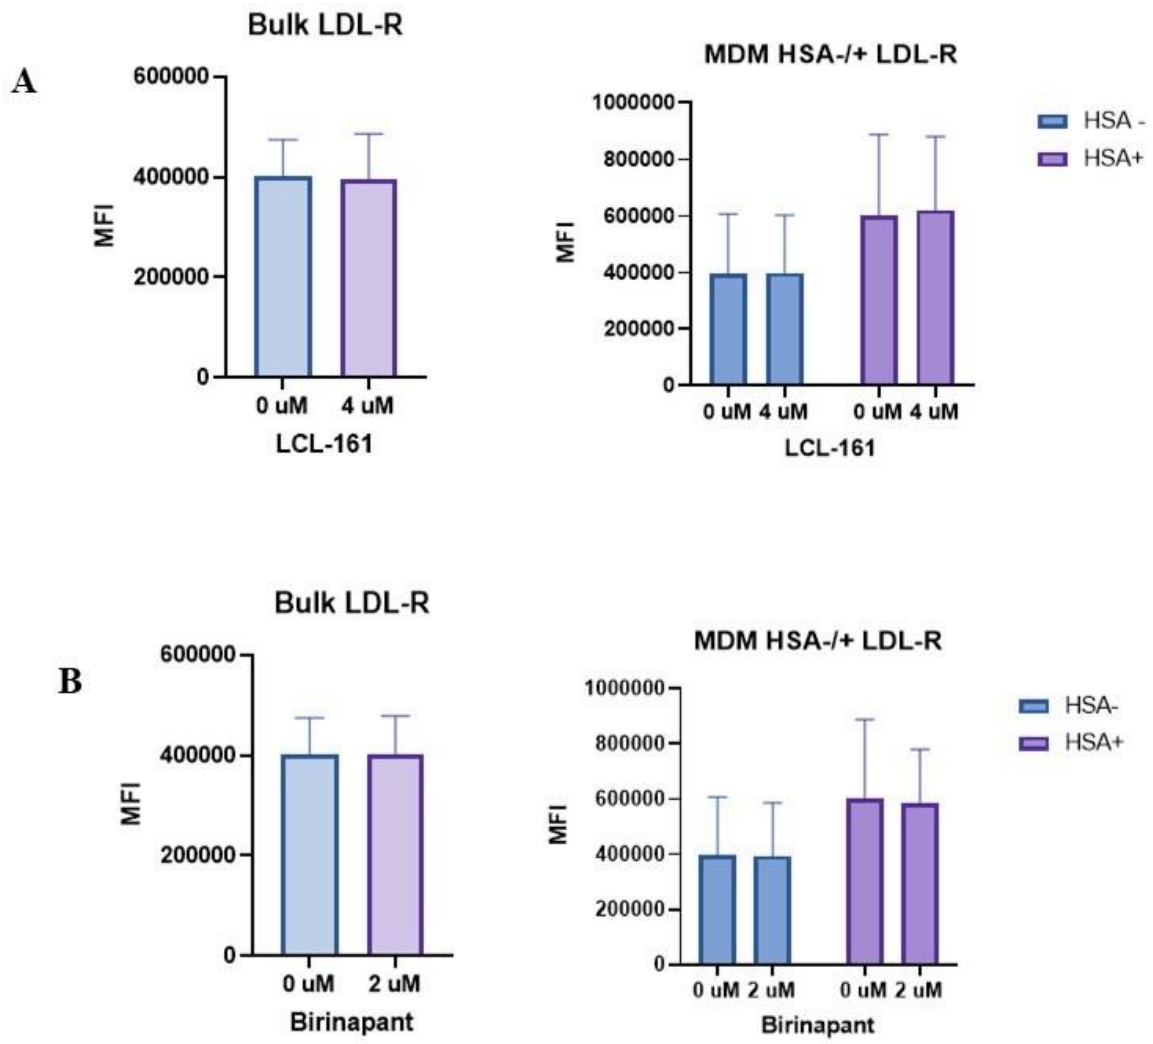 A
Bulk LDL-R
600000
400000
200000
0
MFI
0 uM 4 uM
LCL-161
MDM HSA-/+ LDL-R
1000000
800000
600000
400000
200000
0
MFI
0 uM 4 uM 0 uM 4 uM
LCL-161
HSA -
HSA+
B
Bulk LDL-R
600000
400000
200000
0
MFI
0 uM 2 uM
Birinapant
MDM HSA-/+ LDL-R
1000000
800000
600000
400000
200000
0
MFI
0 uM 2 uM 0 uM 2 uM
Birinapant
HSA-
HSA+